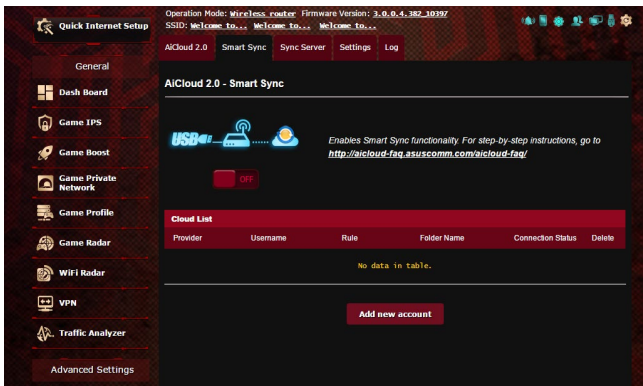 Quick Internet Setup
Operation Mode: Wireless router Firmware Version: 3.0.0.4.382_10397
SSID: Welcome to... Welcome to... Welcome to...
AiCloud 2.0 Smart Sync Sync Server Settings Log
General
Dash Board
Game IPS
Game Boost
Game Private
Network
Game Profile
Game Radar
WiFi Radar
VPN
Traffic Analyzer
Advanced Settings
AiCloud 2.0 - Smart Sync
USB
Enables Smart Sync functionality. For step-by-step instructions, go to
http://aicloud-faq.asuscomm.com/aicloud-faq/
OFF
Cloud List
Provider Username Rule Folder Name Connection Status Delete
No data in table.
Add new account